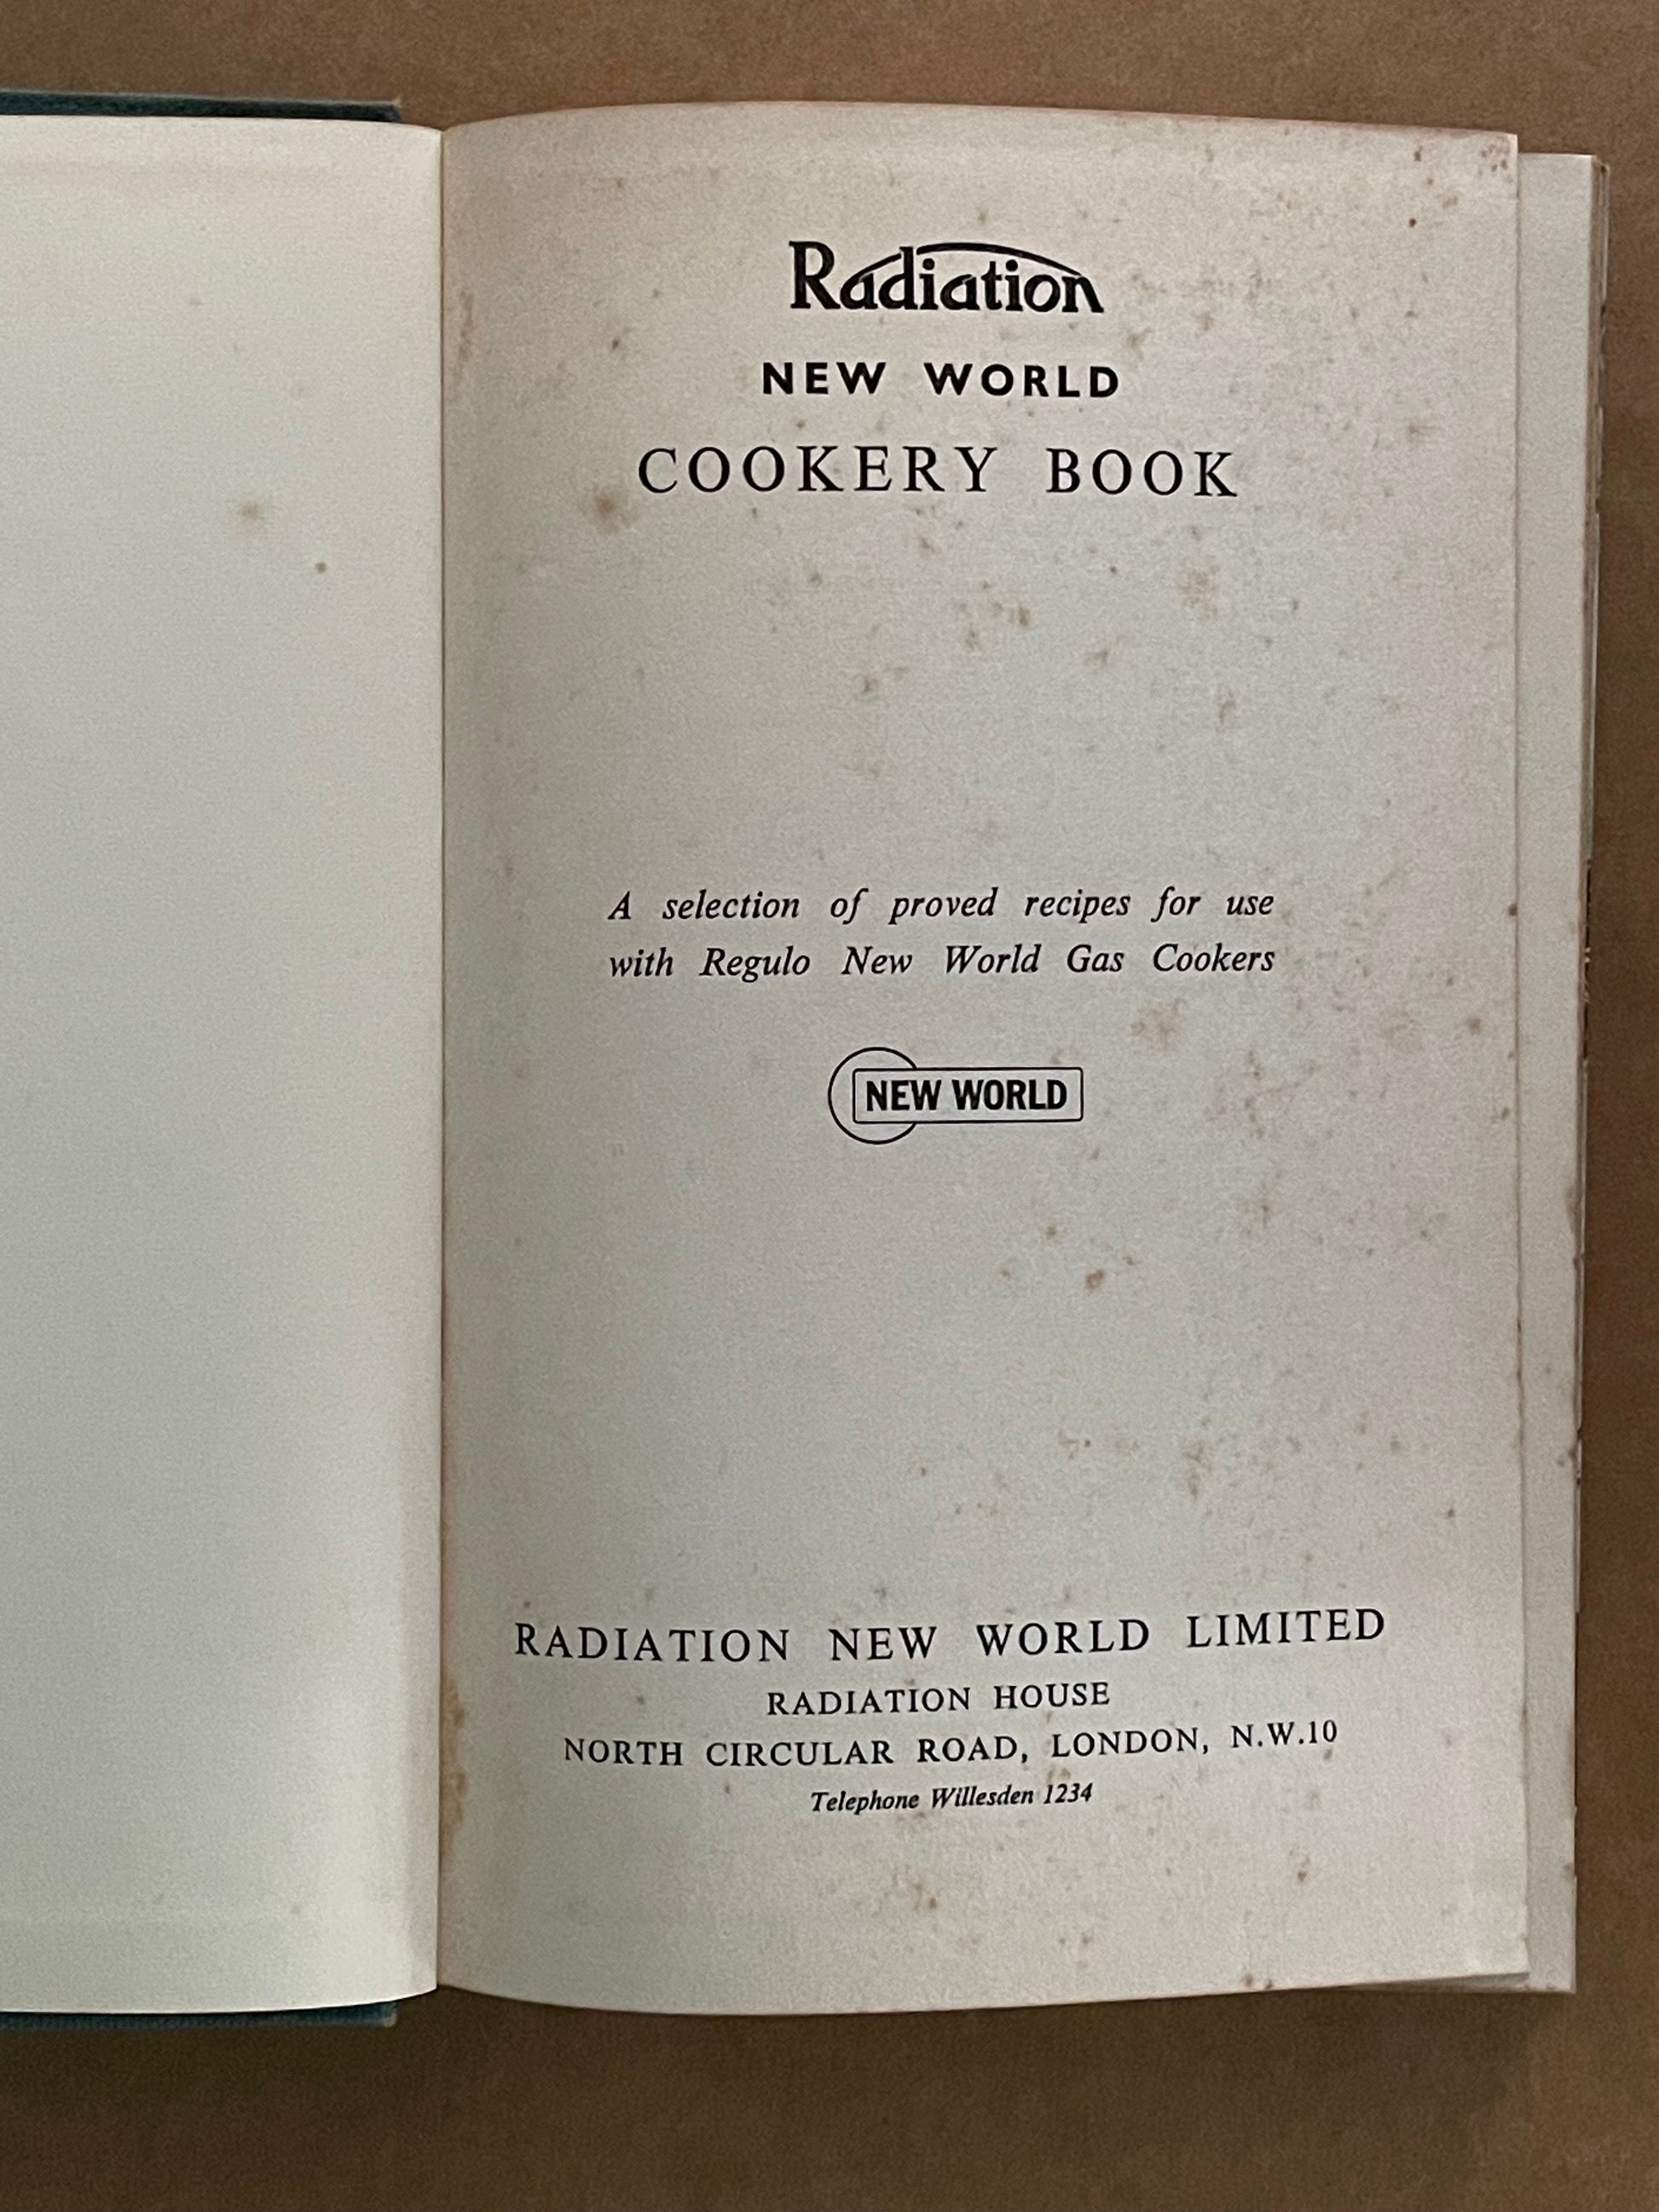 Radiation
NEW WORLD
COOKERY BOOK
A selection of proved recipes for use
with Regulo New World Gas Cookers
NEW WORLD
RADIATION NEW WORLD LIMITED
RADIATION HOUSE
NORTH CIRCULAR ROAD, LONDON, N.W.10
Telephone Willesden 1234